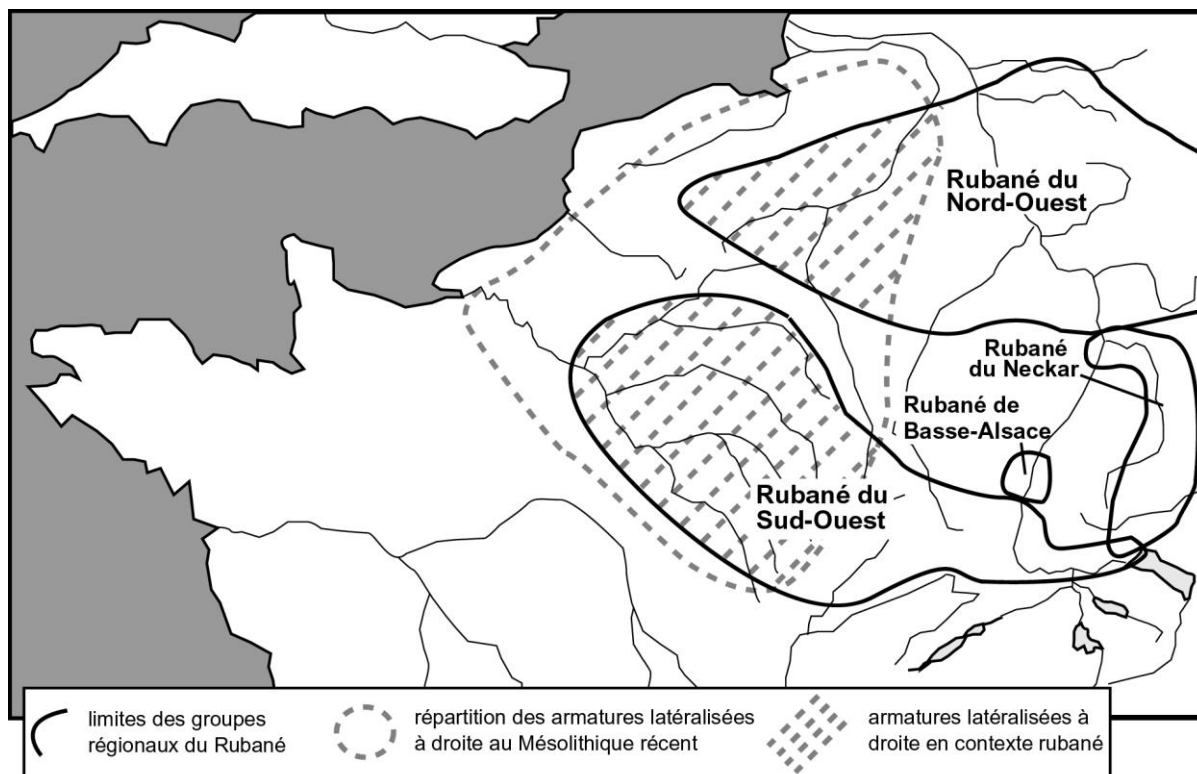 Rubané du
Nord-Ouest
Rubané
du Neckar
Rubané de
Basse-Alsace
Rubané du
Sud-Ouest
limites des groupes
régionaux du Rubané
répartition des armatures latéralisées
à droite au Mésolithique récent
armatures latéralisées à
droite en contexte rubané